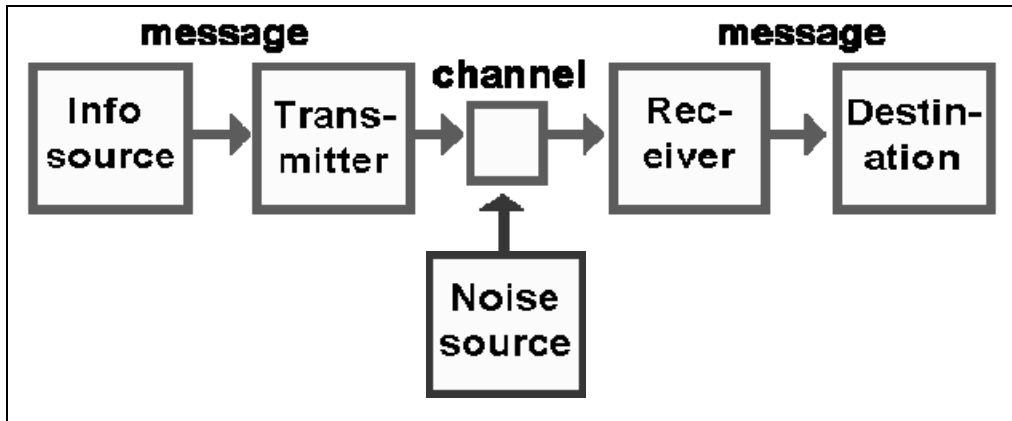 message
message
channel
Info
source
Trans-
mitter
Rec-
eiver
Destin-
ation
Noise
source